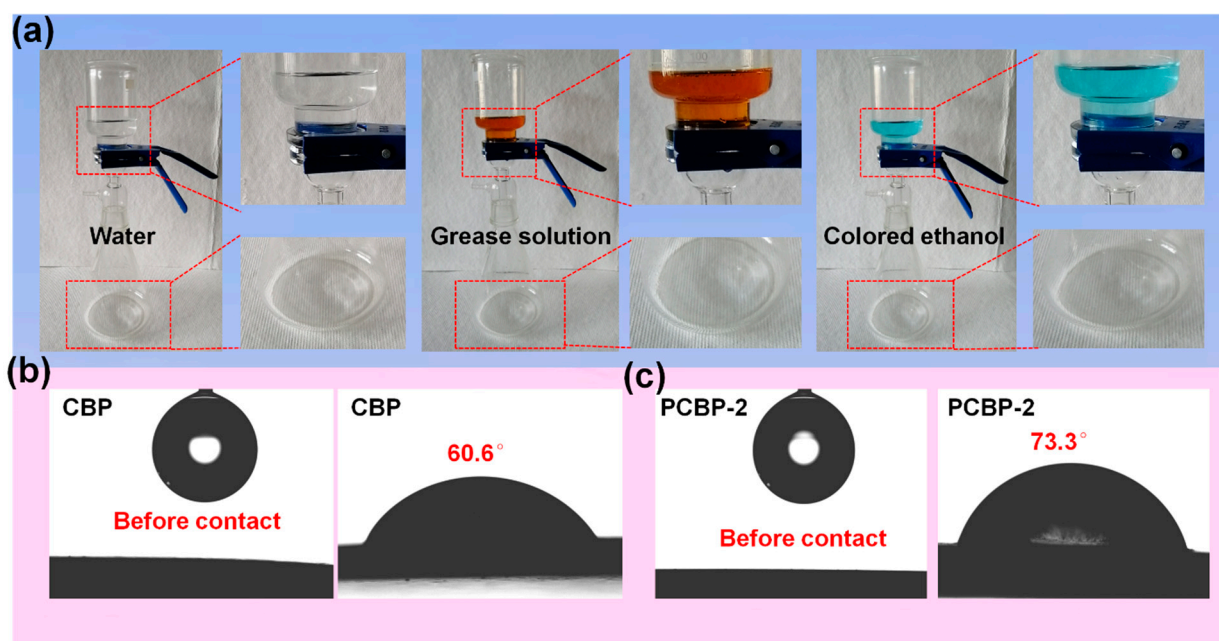 (a)
Water
Grease solution
Colored ethanol
(b)
CBP
Before contact
CBP
60.6°
(c)
PCBP-2
Before contact
PCBP-2
73.3°